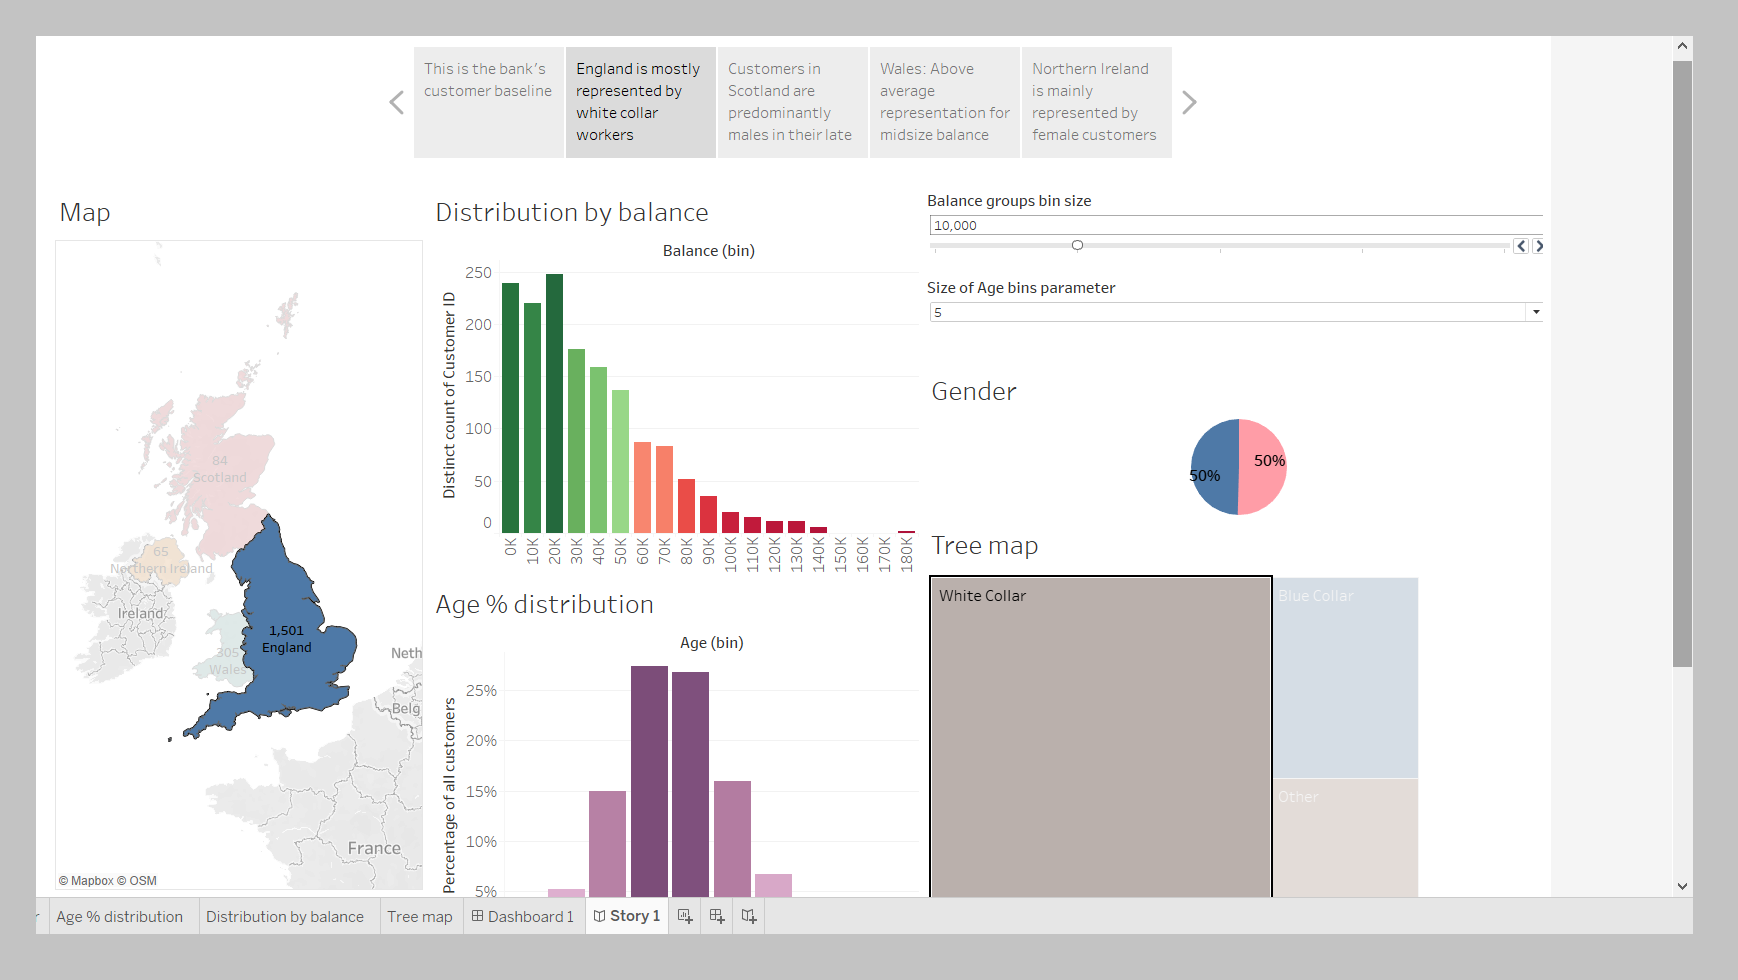 This is the bank's
customer baseline
England is mostly
represented by
white collar
workers
Customers in
Scotland are
predominantly
males in their late
Wales: Above
average
representation for
midsize balance
Northern Ireland
is mainly
represented by
female customers
Map
84
Scotland
65
Northern Ireland
Ireland
1,501
England
305
Wales
Neth
Belg
France
© Mapbox © OSM
Distribution by balance
Balance (bin)
Distinct count of Customer ID
250
200
150
100
50
0
0K
10K
20K
30K
40K
50K
60K
70K
80K
90K
100K
110K
120K
130K
140K
150K
160K
170K
180K
Age % distribution
Age (bin)
Percentage of all customers
25%
20%
15%
10%
5%
Balance groups bin size
10,000
Size of Age bins parameter
5
Gender
50%
50%
Tree map
White Collar
Blue Collar
Other
Age % distribution
Distribution by balance
Tree map
Dashboard 1
Story 1